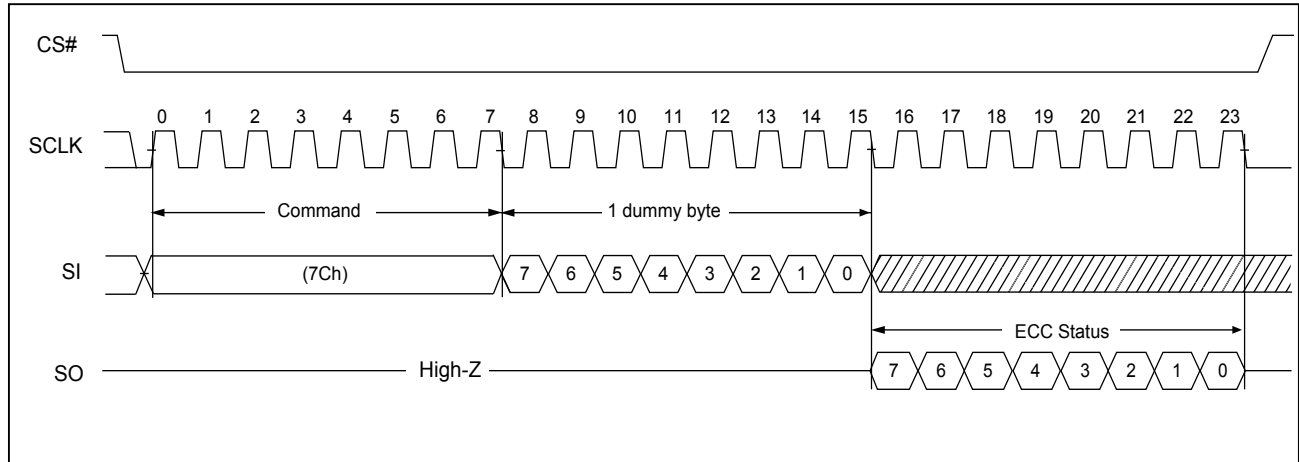 CS#
0 1 2 3 4 5 6 7 8 9 10 11 12 13 14 15 16 17 18 19 20 21 22 23
SCLK
Command 1 dummy byte
SI (7Ch) 7 6 5 4 3 2 1 0
ECC Status
SO High-Z 7 6 5 4 3 2 1 0